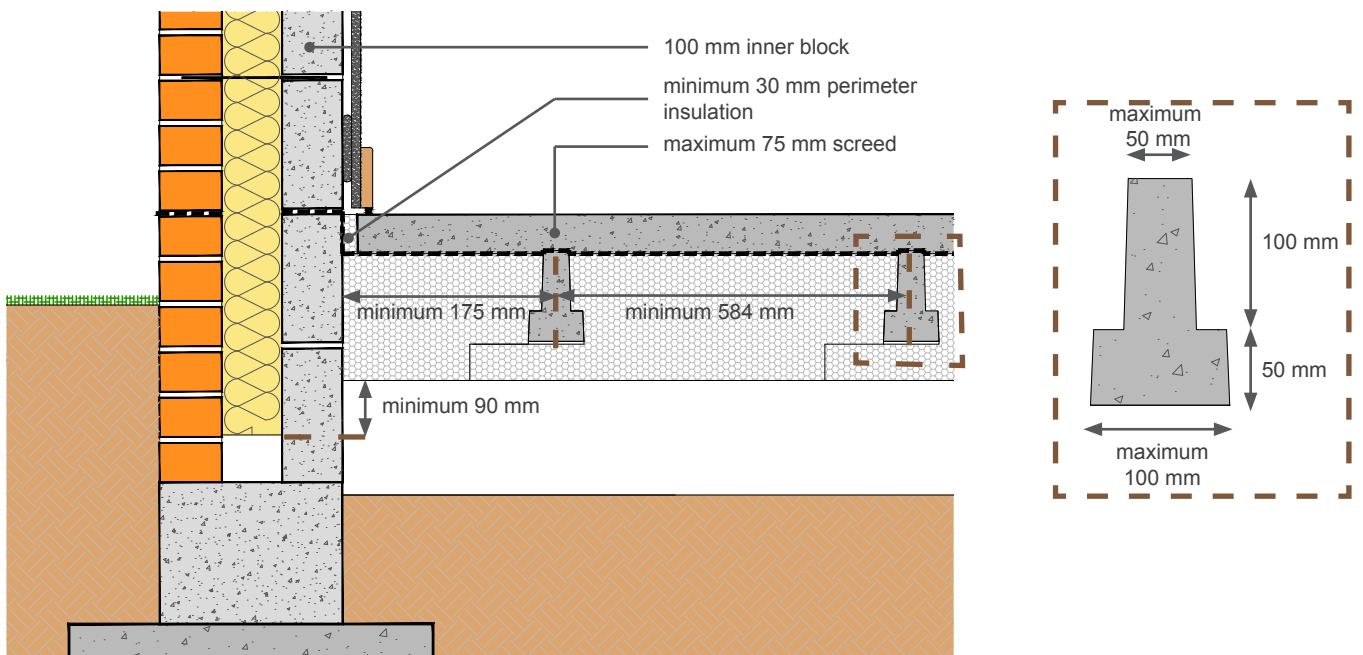 100 mm inner block
minimum 30 mm perimeter
insulation
maximum 75 mm screed
minimum 175 mm
minimum 584 mm
minimum 90 mm
maximum
50 mm
100 mm
50 mm
maximum
100 mm